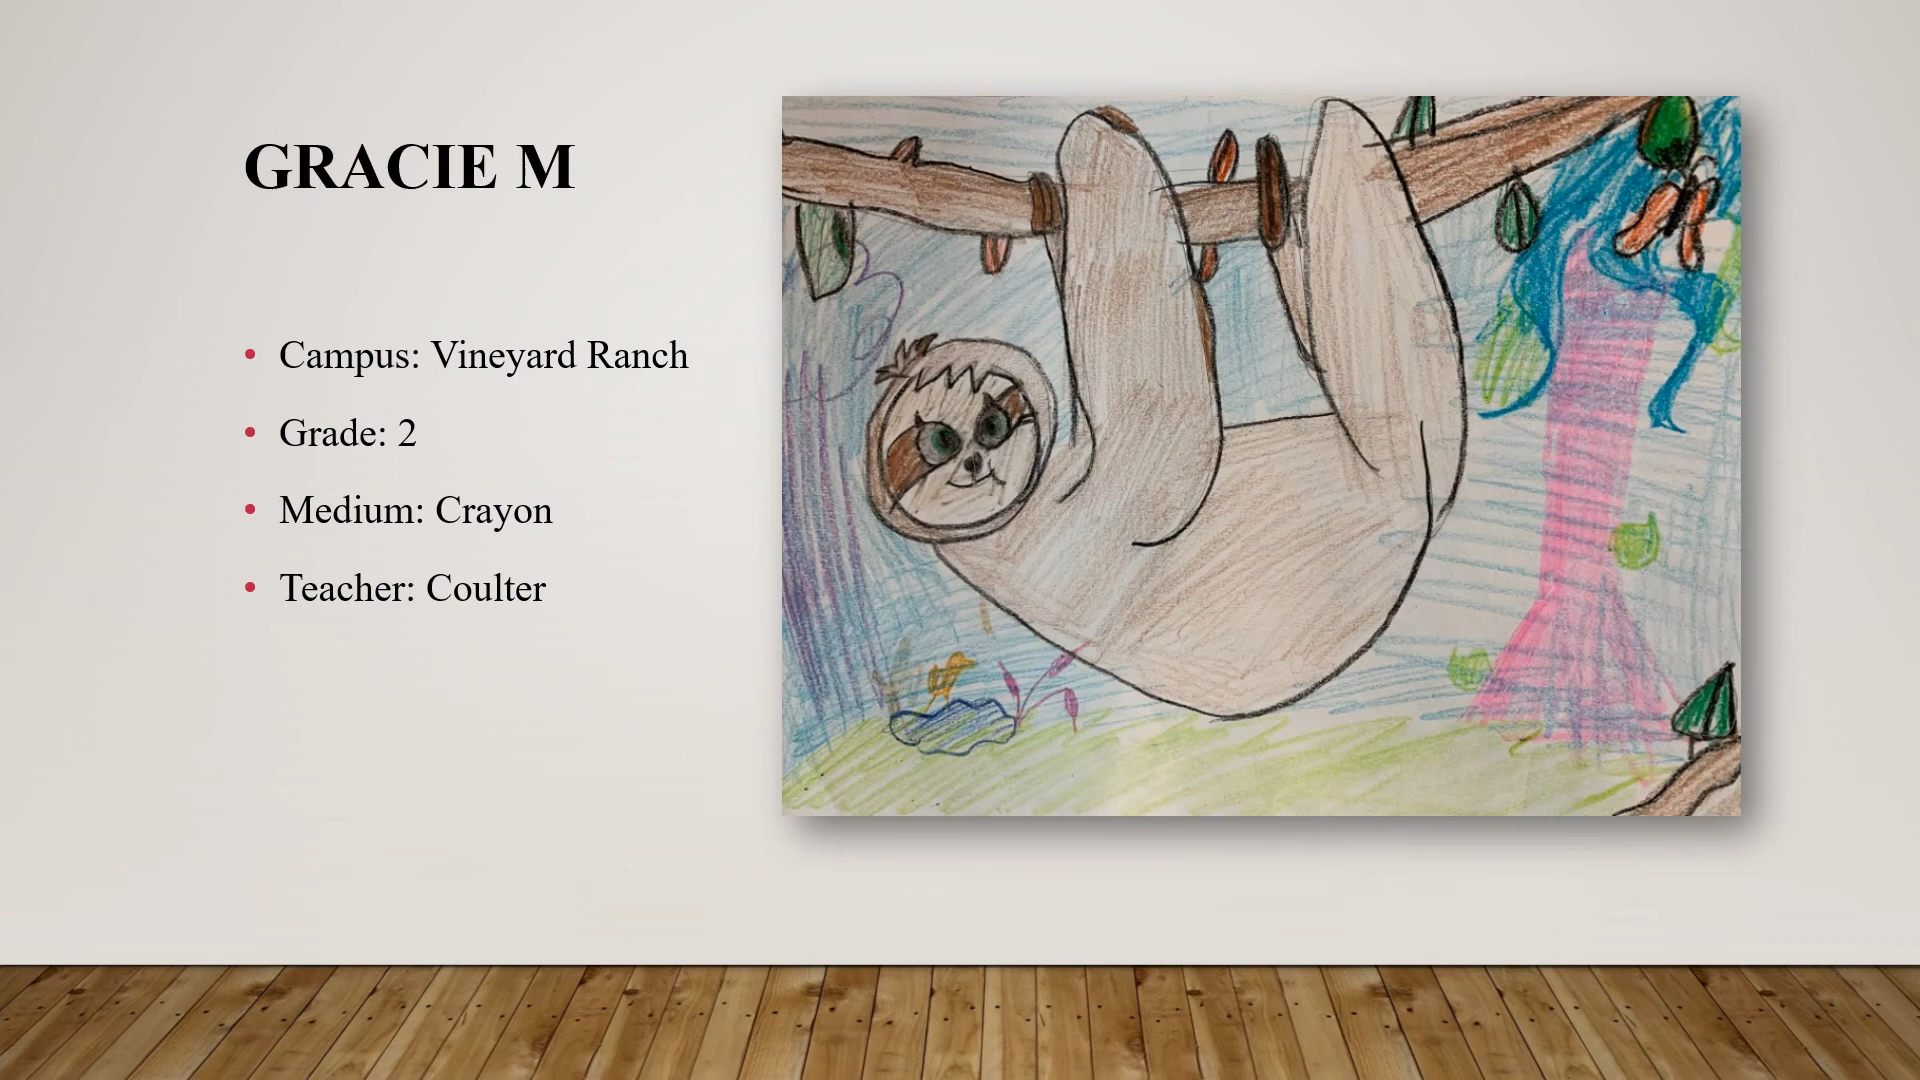 GRACIE M
Campus: Vineyard Ranch
Grade: 2
Medium: Crayon
Teacher: Coulter